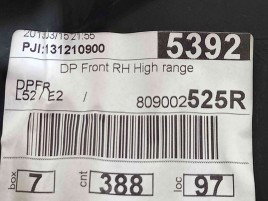 2013/3/15 21:55
PJI:131210900 5392
DP Front RH High range
DPFR
L52 / E2 / 809002525R
box 7 cnt 388 loc 97